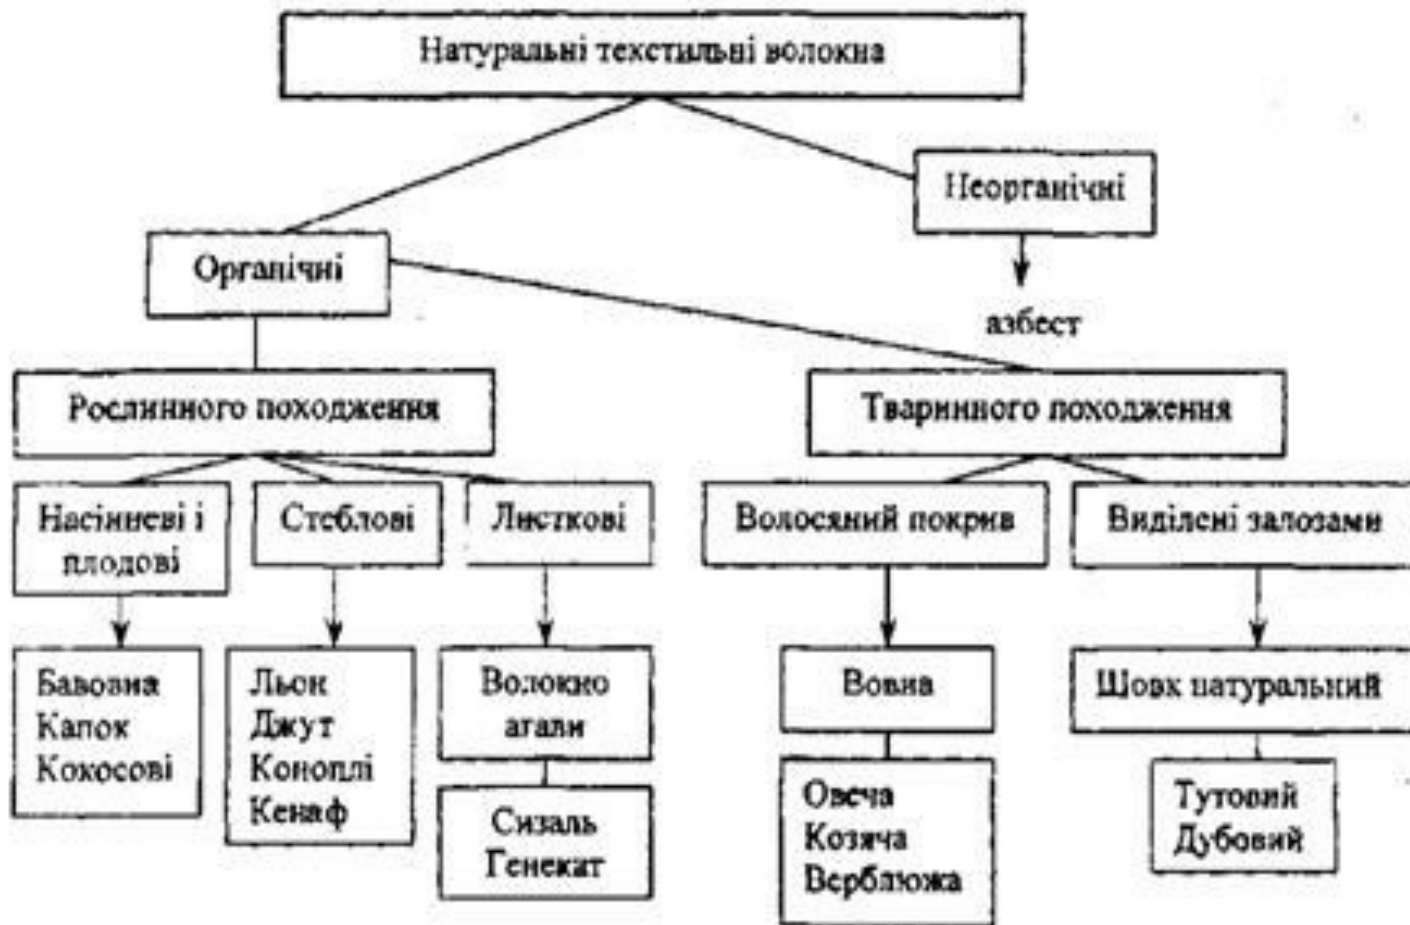 Натуральні текстильні волокна
Неорганічні
Органічні
азбест
Рослинного походження
Тваринного походження
Насінневі і
плодові
Стеблові
Листкові
Волосяний покрив
Виділені залозами
Бавовна
Капок
Кокосові
Льон
Джут
Коноплі
Кенаф
Волокно
агави
Сизаль
Генекат
Вовна
Овеча
Козяча
Верблюжа
Шовк натуральний
Тутовий
Дубовий